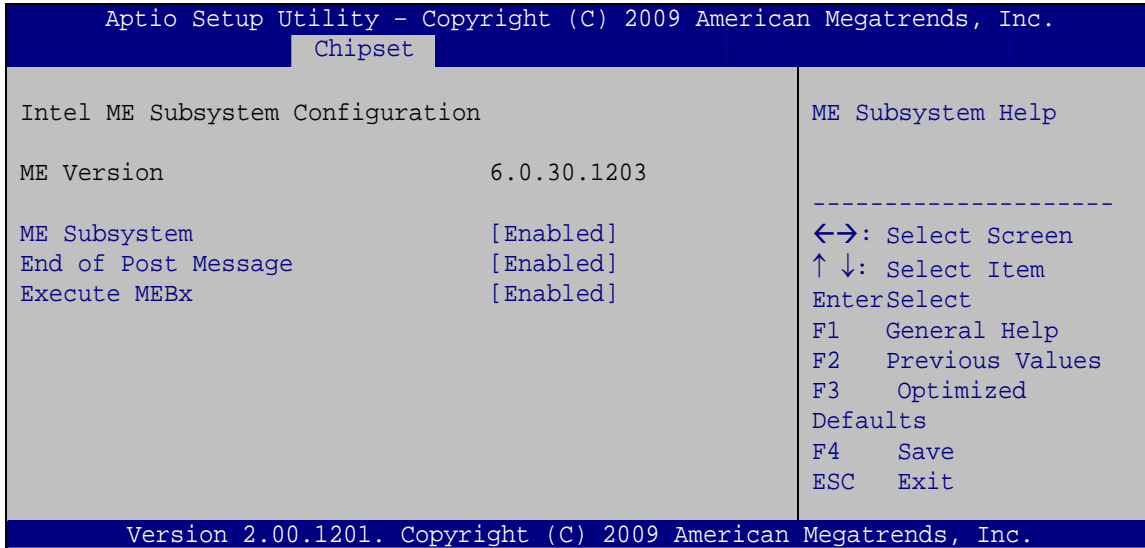 Aptio Setup Utility – Copyright (C) 2009 American Megatrends, Inc.
Chipset
Intel ME Subsystem Configuration
ME Version 6.0.30.1203
ME Subsystem [Enabled]
End of Post Message [Enabled]
Execute MEBx [Enabled]
ME Subsystem Help
---------------------
←→: Select Screen
↑ ↓: Select Item
EnterSelect
F1 General Help
F2 Previous Values
F3 Optimized
Defaults
F4 Save
ESC Exit
Version 2.00.1201. Copyright (C) 2009 American Megatrends, Inc.